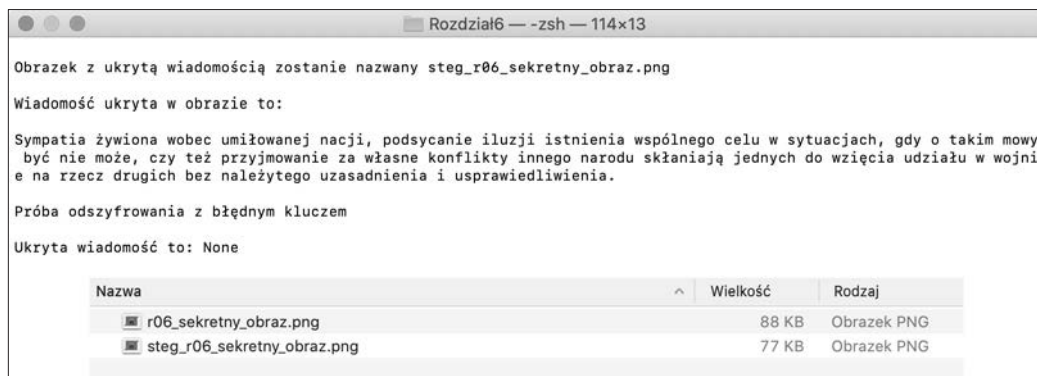 Rozdział6 — -zsh — 114×13
Obrazek z ukrytą wiadomością zostanie nazwany steg_r06_sekretny_obraz.png
Wiadomość ukryta w obrazie to:
Sympatia żywiona wobec umiłowanej nacji, podsycanie iluzji istnienia wspólnego celu w sytuacjach, gdy o takim mowy
być nie może, czy też przyjmowanie za własne konflikty innego narodu skłaniają jednych do wzięcia udziału w wojni
e na rzecz drugich bez należytego uzasadnienia i usprawiedliwienia.
Próba odszyfrowania z błędnym kluczem
Ukryta wiadomość to: None
Nazwa Wielkość Rodzaj
r06_sekretny_obraz.png 88 KB Obrazek PNG
steg_r06_sekretny_obraz.png 77 KB Obrazek PNG